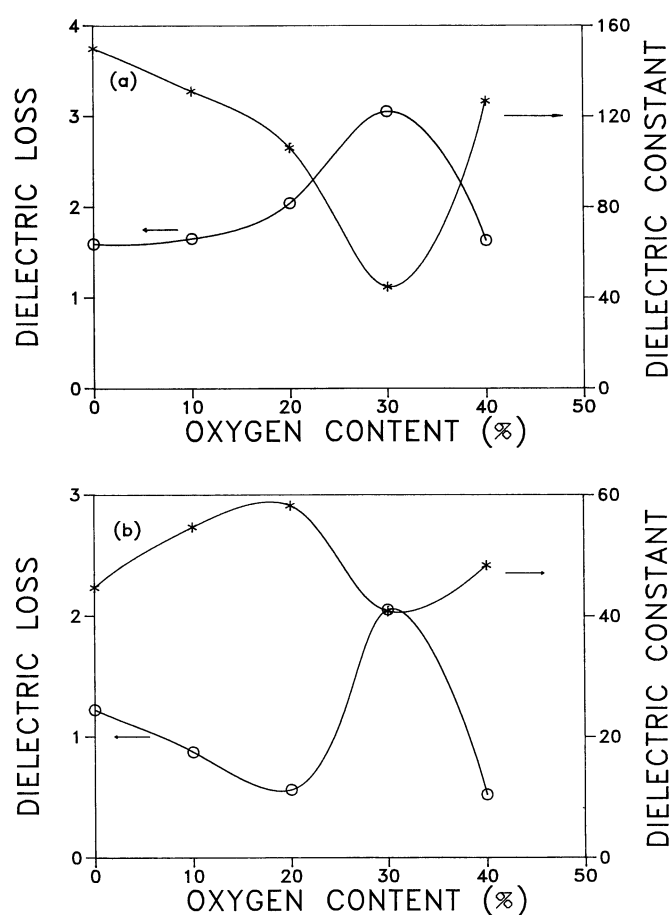 4
3
2
1
0
DIELECTRIC LOSS
(a)
160
120
80
40
0
DIELECTRIC CONSTANT
0 10 20 30 40 50
OXYGEN CONTENT (%)
3
2
1
0
DIELECTRIC LOSS
(b)
60
40
20
0
DIELECTRIC CONSTANT
0 10 20 30 40 50
OXYGEN CONTENT (%)